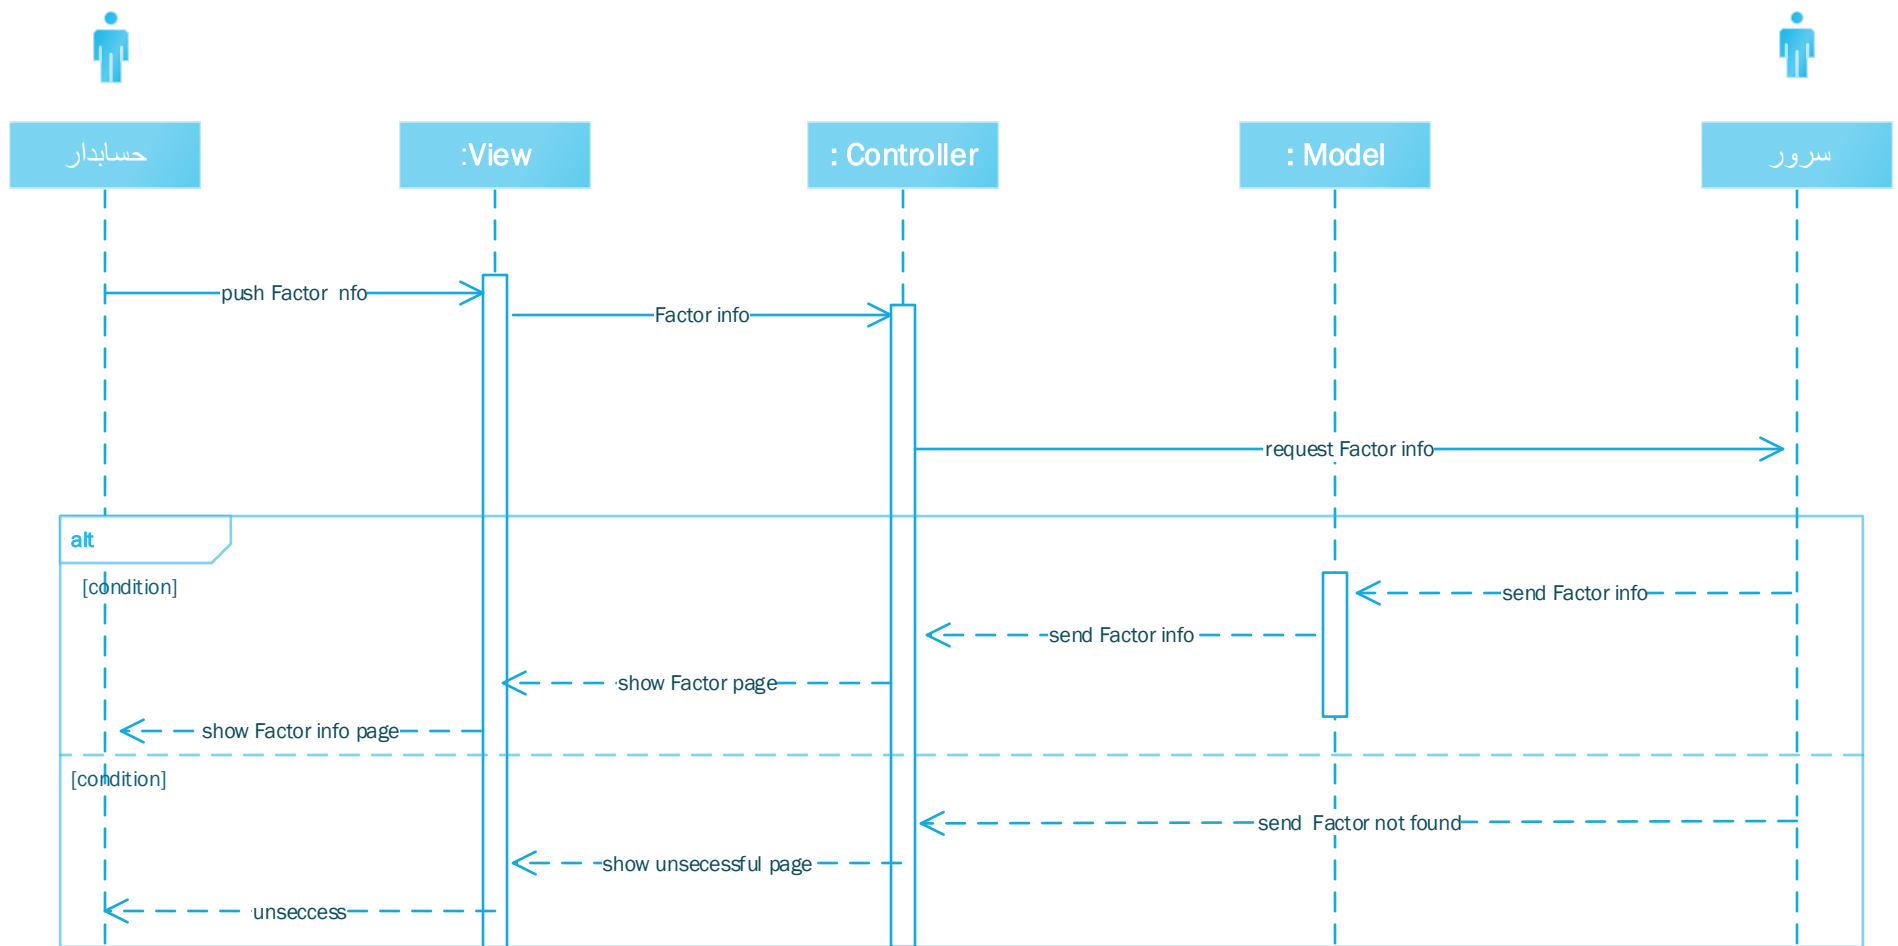 حسابدار
:View
: Controller
: Model
سرور
push Factor nfo
Factor info
request Factor info
alt
[condition]
send Factor info
send Factor info
show Factor page
show Factor info page
[condition]
send Factor not found
show unsecessful page
unseccess